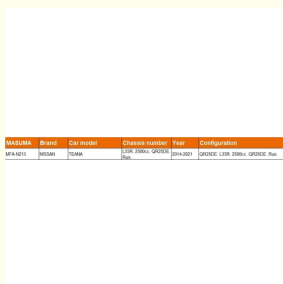 MASUMA Brand Car model Chassis number Year Configuration
MFA-N213 NISSAN TEANA L33R 2500cc QR25DE Rus. 2014-2021 QR25DE, L33R 2500cc QR25DE Rus.